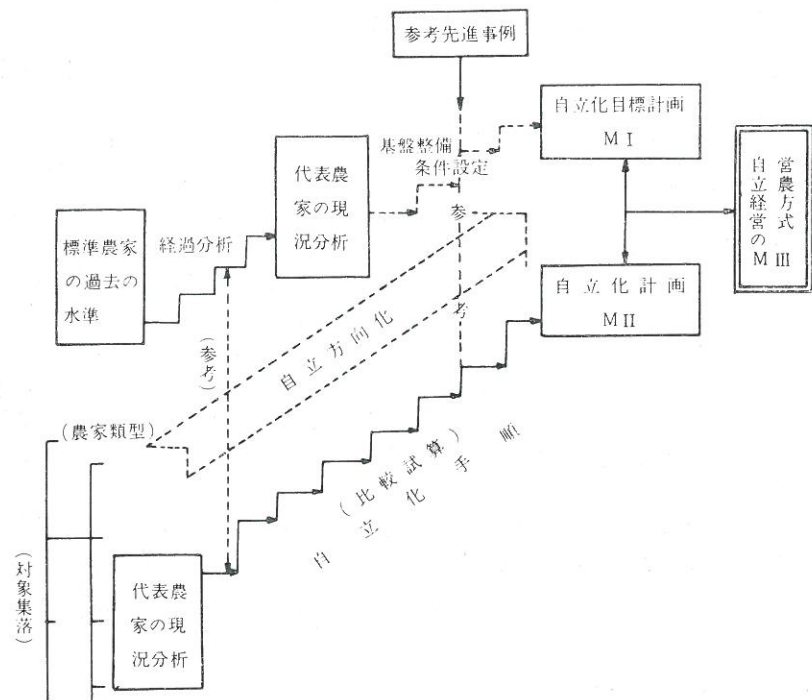 参考先進事例
自立化目標計画
M I
基盤整備
条件設定
代表農
家の現
況分析
営農方式
自立経営の M III
標準農家
の過去の
水準
経過分析
参考
自立化計画
M II
(参考)
自立方向化
(農家類型)
(比較試算)
自立化手順
(対象集落)
代表農
家の現
況分析